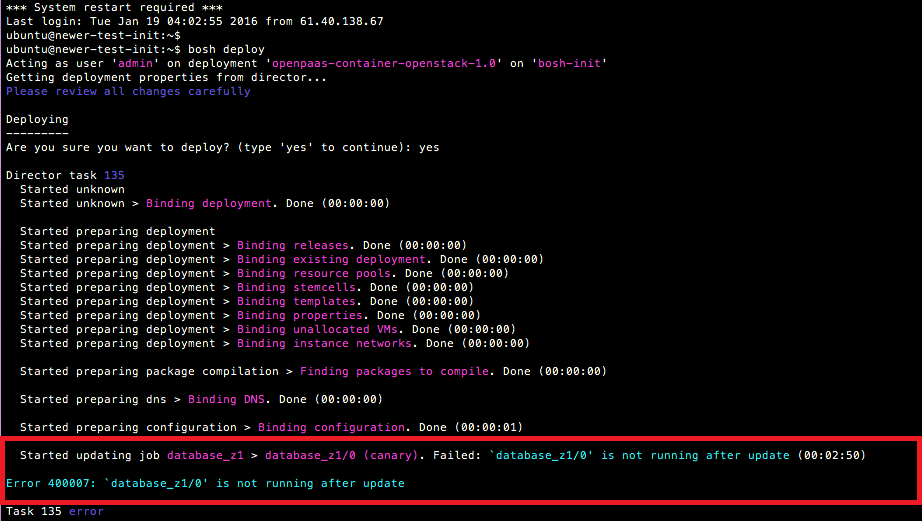 *** System restart required ***
Last login: Tue Jan 19 04:02:55 2016 from 61.40.138.67
ubuntu@newer-test-init:~$
ubuntu@newer-test-init:~$ bosh deploy
Acting as user 'admin' on deployment 'openpaas-container-openstack-1.0' on 'bosh-init'
Getting deployment properties from director...
Please review all changes carefully
Deploying
---------
Are you sure you want to deploy? (type 'yes' to continue): yes
Director task 135
Started unknown
Started unknown > Binding deployment. Done (00:00:00)
Started preparing deployment
Started preparing deployment > Binding releases. Done (00:00:00)
Started preparing deployment > Binding existing deployment. Done (00:00:00)
Started preparing deployment > Binding resource pools. Done (00:00:00)
Started preparing deployment > Binding stemcells. Done (00:00:00)
Started preparing deployment > Binding templates. Done (00:00:00)
Started preparing deployment > Binding properties. Done (00:00:00)
Started preparing deployment > Binding unallocated VMs. Done (00:00:00)
Started preparing deployment > Binding instance networks. Done (00:00:00)
Started preparing package compilation > Finding packages to compile. Done (00:00:00)
Started preparing dns > Binding DNS. Done (00:00:00)
Started preparing configuration > Binding configuration. Done (00:00:01)
Started updating job database_z1 > database_z1/0 (canary). Failed: `database_z1/0' is not running after update (00:02:50)
Error 400007: `database_z1/0' is not running after update
Task 135 error